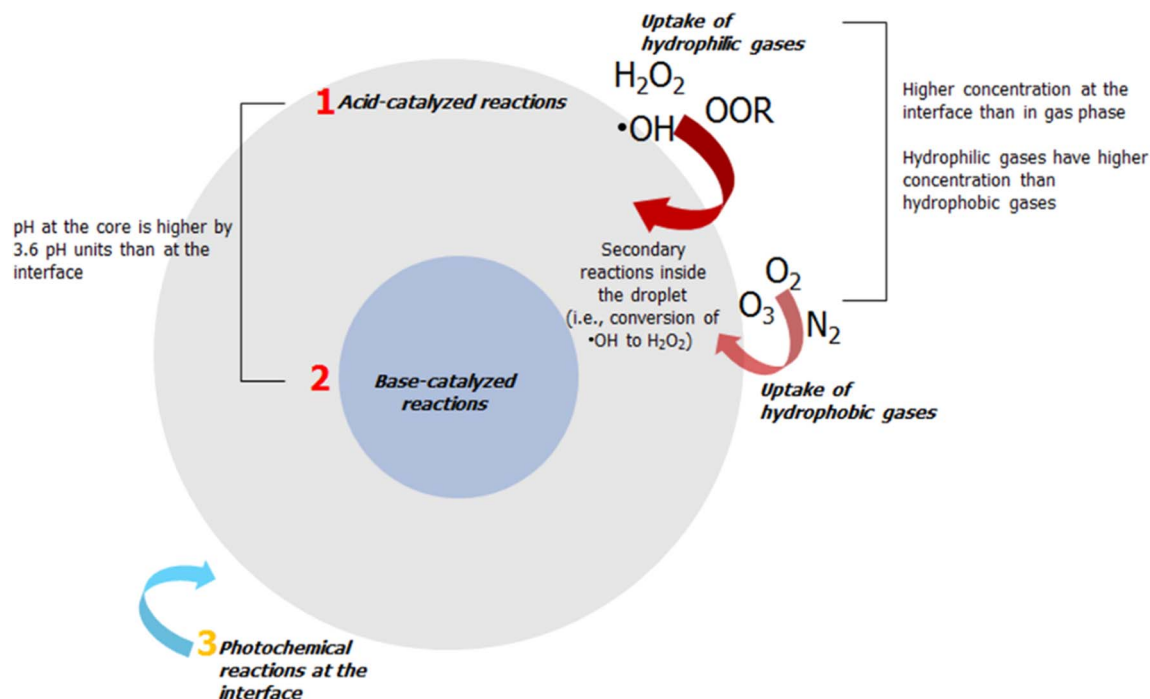 Uptake of
hydrophilic gases
H₂O₂
•OH
OOR
1 Acid-catalyzed reactions
Higher concentration at the
interface than in gas phase
Hydrophilic gases have higher
concentration than
hydrophobic gases
pH at the core is higher by
3.6 pH units than at the
interface
Secondary
reactions inside
the droplet
(i.e., conversion of
•OH to H₂O₂)
O₂
O₃
N₂
Uptake of
hydrophobic gases
2 Base-catalyzed
reactions
3 Photochemical
reactions at the
interface